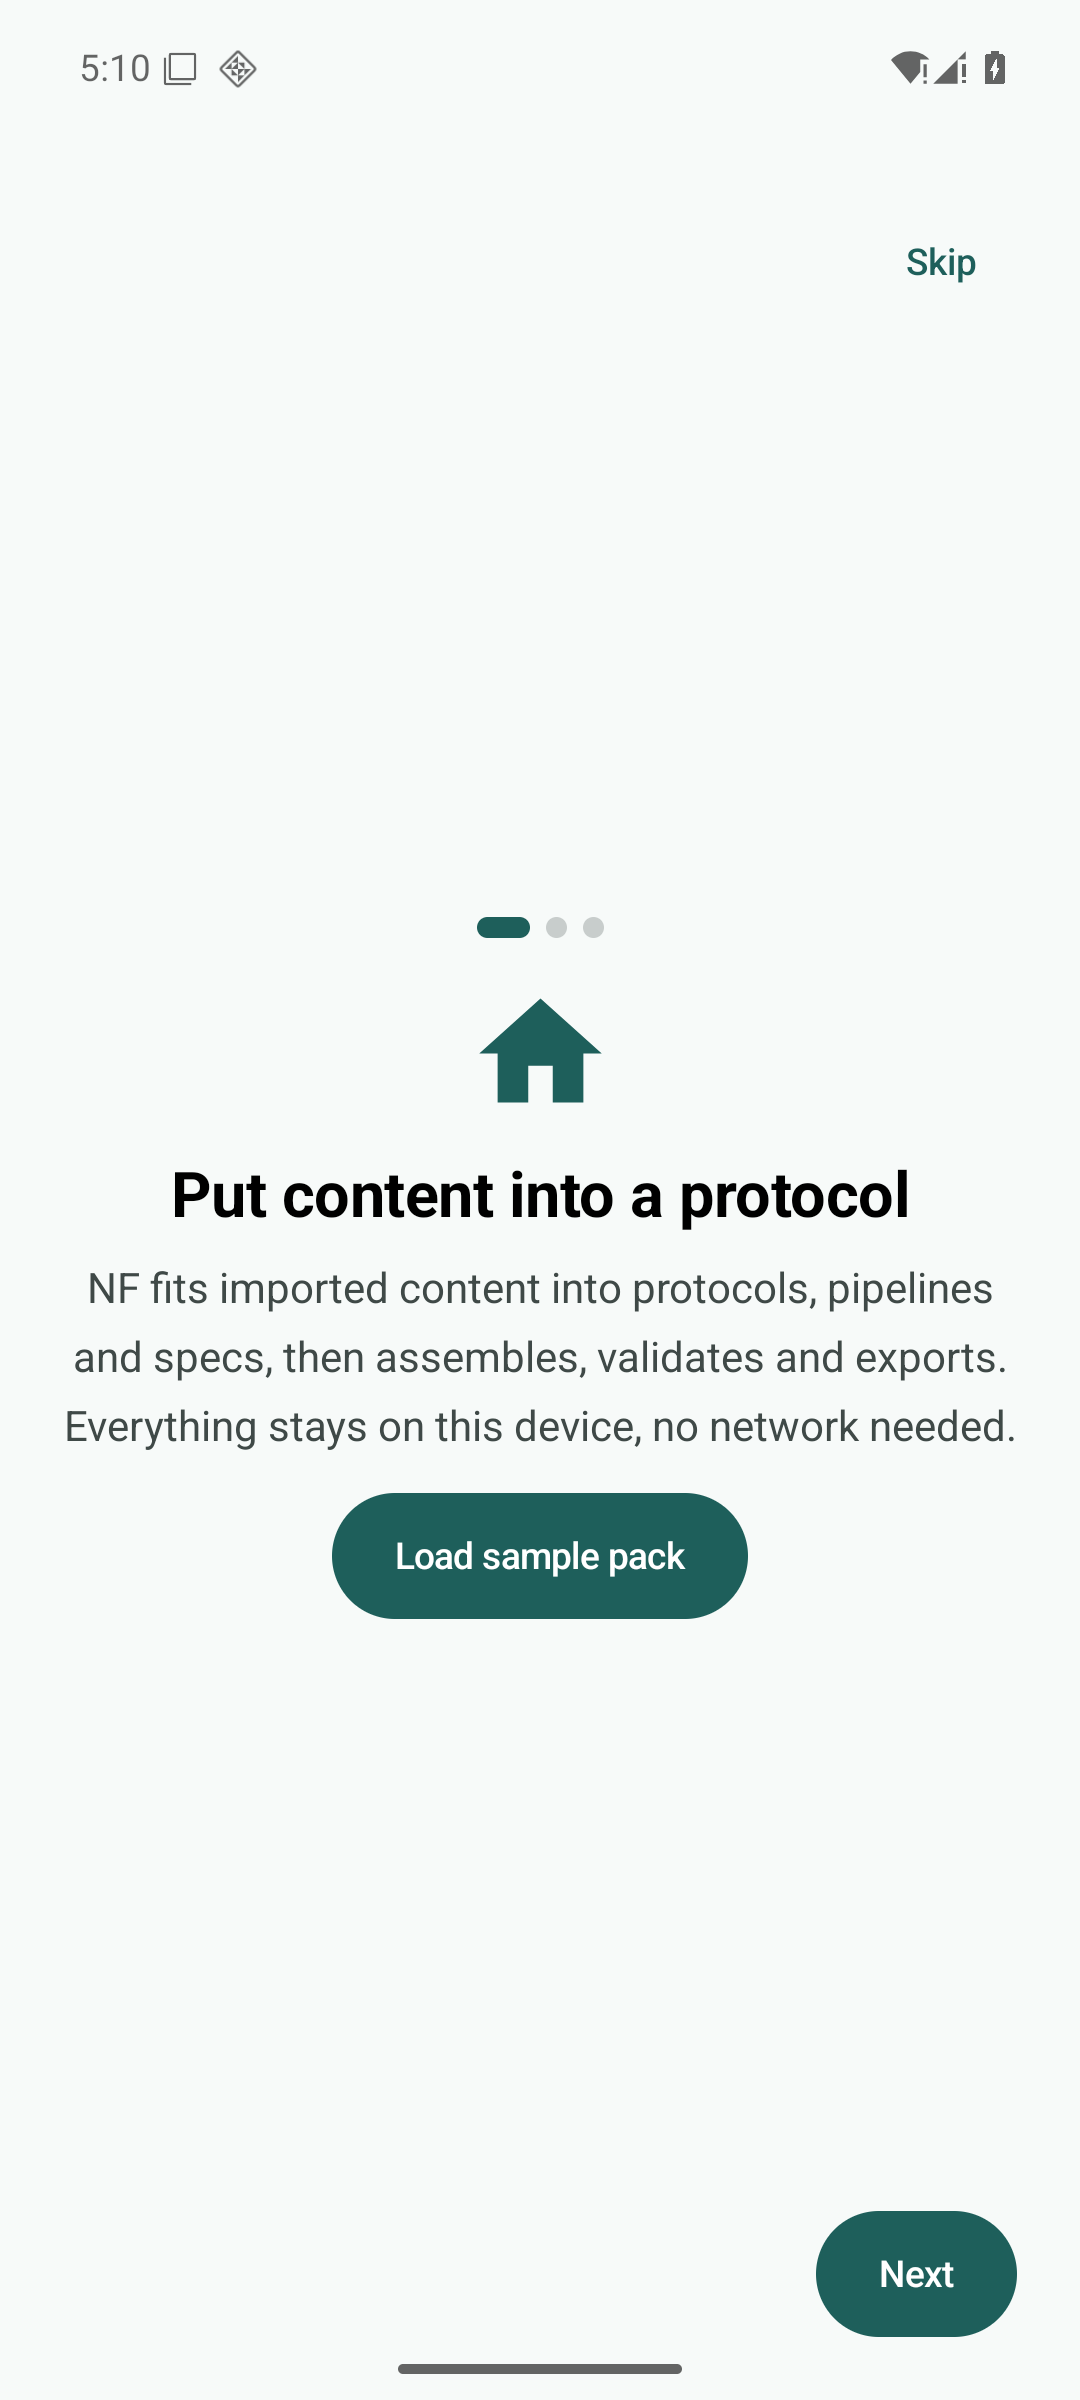 5:10
Skip
Put content into a protocol
NF fits imported content into protocols, pipelines
and specs, then assembles, validates and exports.
Everything stays on this device, no network needed.
Load sample pack
Next